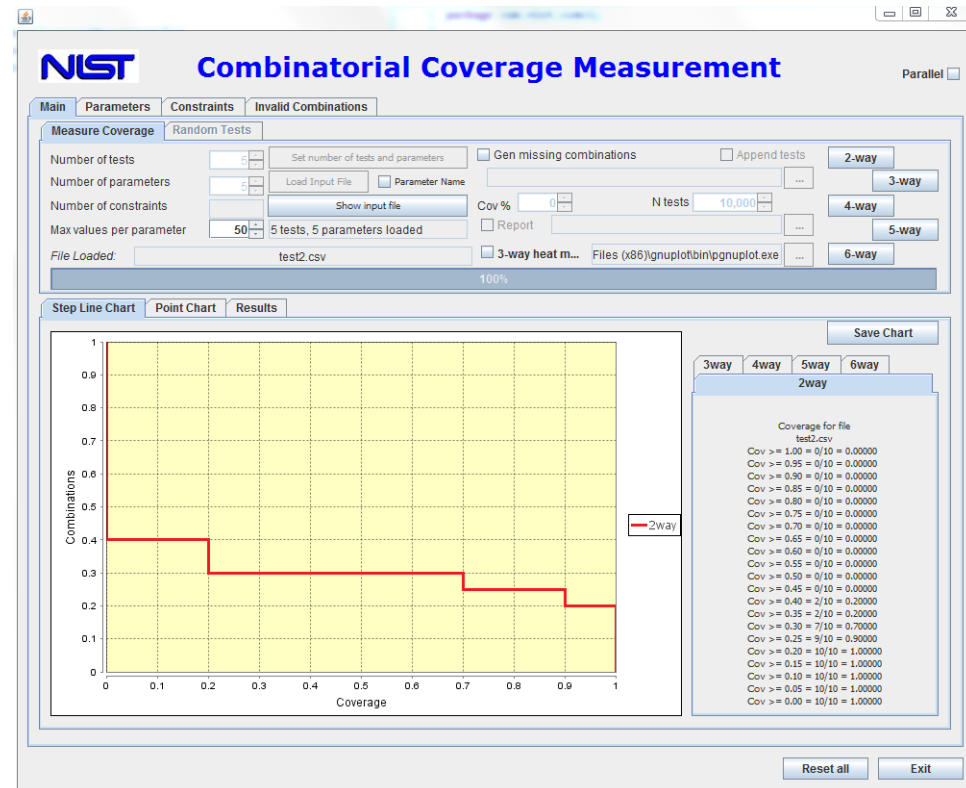 NIST
Combinatorial Coverage Measurement
Parallel
Main Parameters Constraints Invalid Combinations
Measure Coverage Random Tests
Number of tests 5 Set number of tests and parameters Gen missing combinations Append tests 2-way
Number of parameters 5 Load Input File Parameter Name ... 3-way
Number of constraints Show input file Cov % 0 N tests 10,000 4-way
Max values per parameter 50 5 tests, 5 parameters loaded Report ... 5-way
File Loaded: test2.csv 3-way heat m... Files (x86)\gnuplot\bin\pgnuplot.exe ... 6-way
100%
Step Line Chart Point Chart Results
Save Chart
1
0.9
0.8
0.7
0.6
0.5
0.4
0.3
0.2
0.1
0
Combinations
0 0.1 0.2 0.3 0.4 0.5 0.6 0.7 0.8 0.9 1
Coverage
2way
3way 4way 5way 6way
2way
Coverage for file
test2.csv
Cov >= 1.00 = 0/10 = 0.00000
Cov >= 0.95 = 0/10 = 0.00000
Cov >= 0.90 = 0/10 = 0.00000
Cov >= 0.85 = 0/10 = 0.00000
Cov >= 0.80 = 0/10 = 0.00000
Cov >= 0.75 = 0/10 = 0.00000
Cov >= 0.70 = 0/10 = 0.00000
Cov >= 0.65 = 0/10 = 0.00000
Cov >= 0.60 = 0/10 = 0.00000
Cov >= 0.55 = 0/10 = 0.00000
Cov >= 0.50 = 0/10 = 0.00000
Cov >= 0.45 = 0/10 = 0.00000
Cov >= 0.40 = 2/10 = 0.20000
Cov >= 0.35 = 2/10 = 0.20000
Cov >= 0.30 = 7/10 = 0.70000
Cov >= 0.25 = 9/10 = 0.90000
Cov >= 0.20 = 10/10 = 1.00000
Cov >= 0.15 = 10/10 = 1.00000
Cov >= 0.10 = 10/10 = 1.00000
Cov >= 0.05 = 10/10 = 1.00000
Cov >= 0.00 = 10/10 = 1.00000
Reset all Exit